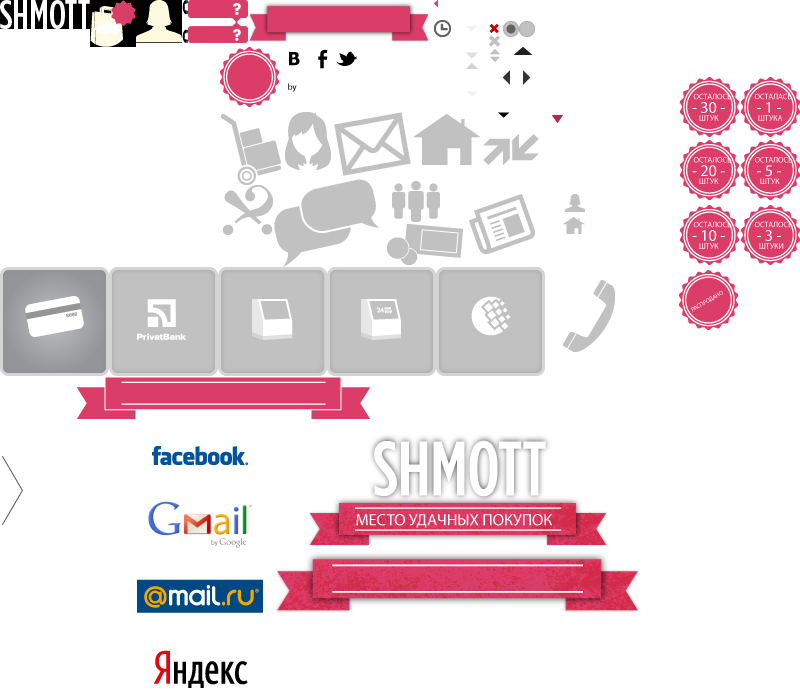 SHMOTT
?
?
B
by
ОСТАЛОСЬ
- 30 -
ШТУК
ОСТАЛАСЬ
- 1 -
ШТУКА
ОСТАЛОСЬ
- 20 -
ШТУК
ОСТАЛОСЬ
- 5 -
ШТУК
ОСТАЛОСЬ
- 10 -
ШТУК
ОСТАЛОСЬ
- 3 -
ШТУКИ
РАСПРОДАНО
PrivatBank
24
facebook.
Gmail
by Google
@mail.ru
Яндекс
SHMOTT
МЕСТО УДАЧНЫХ ПОКУПОК